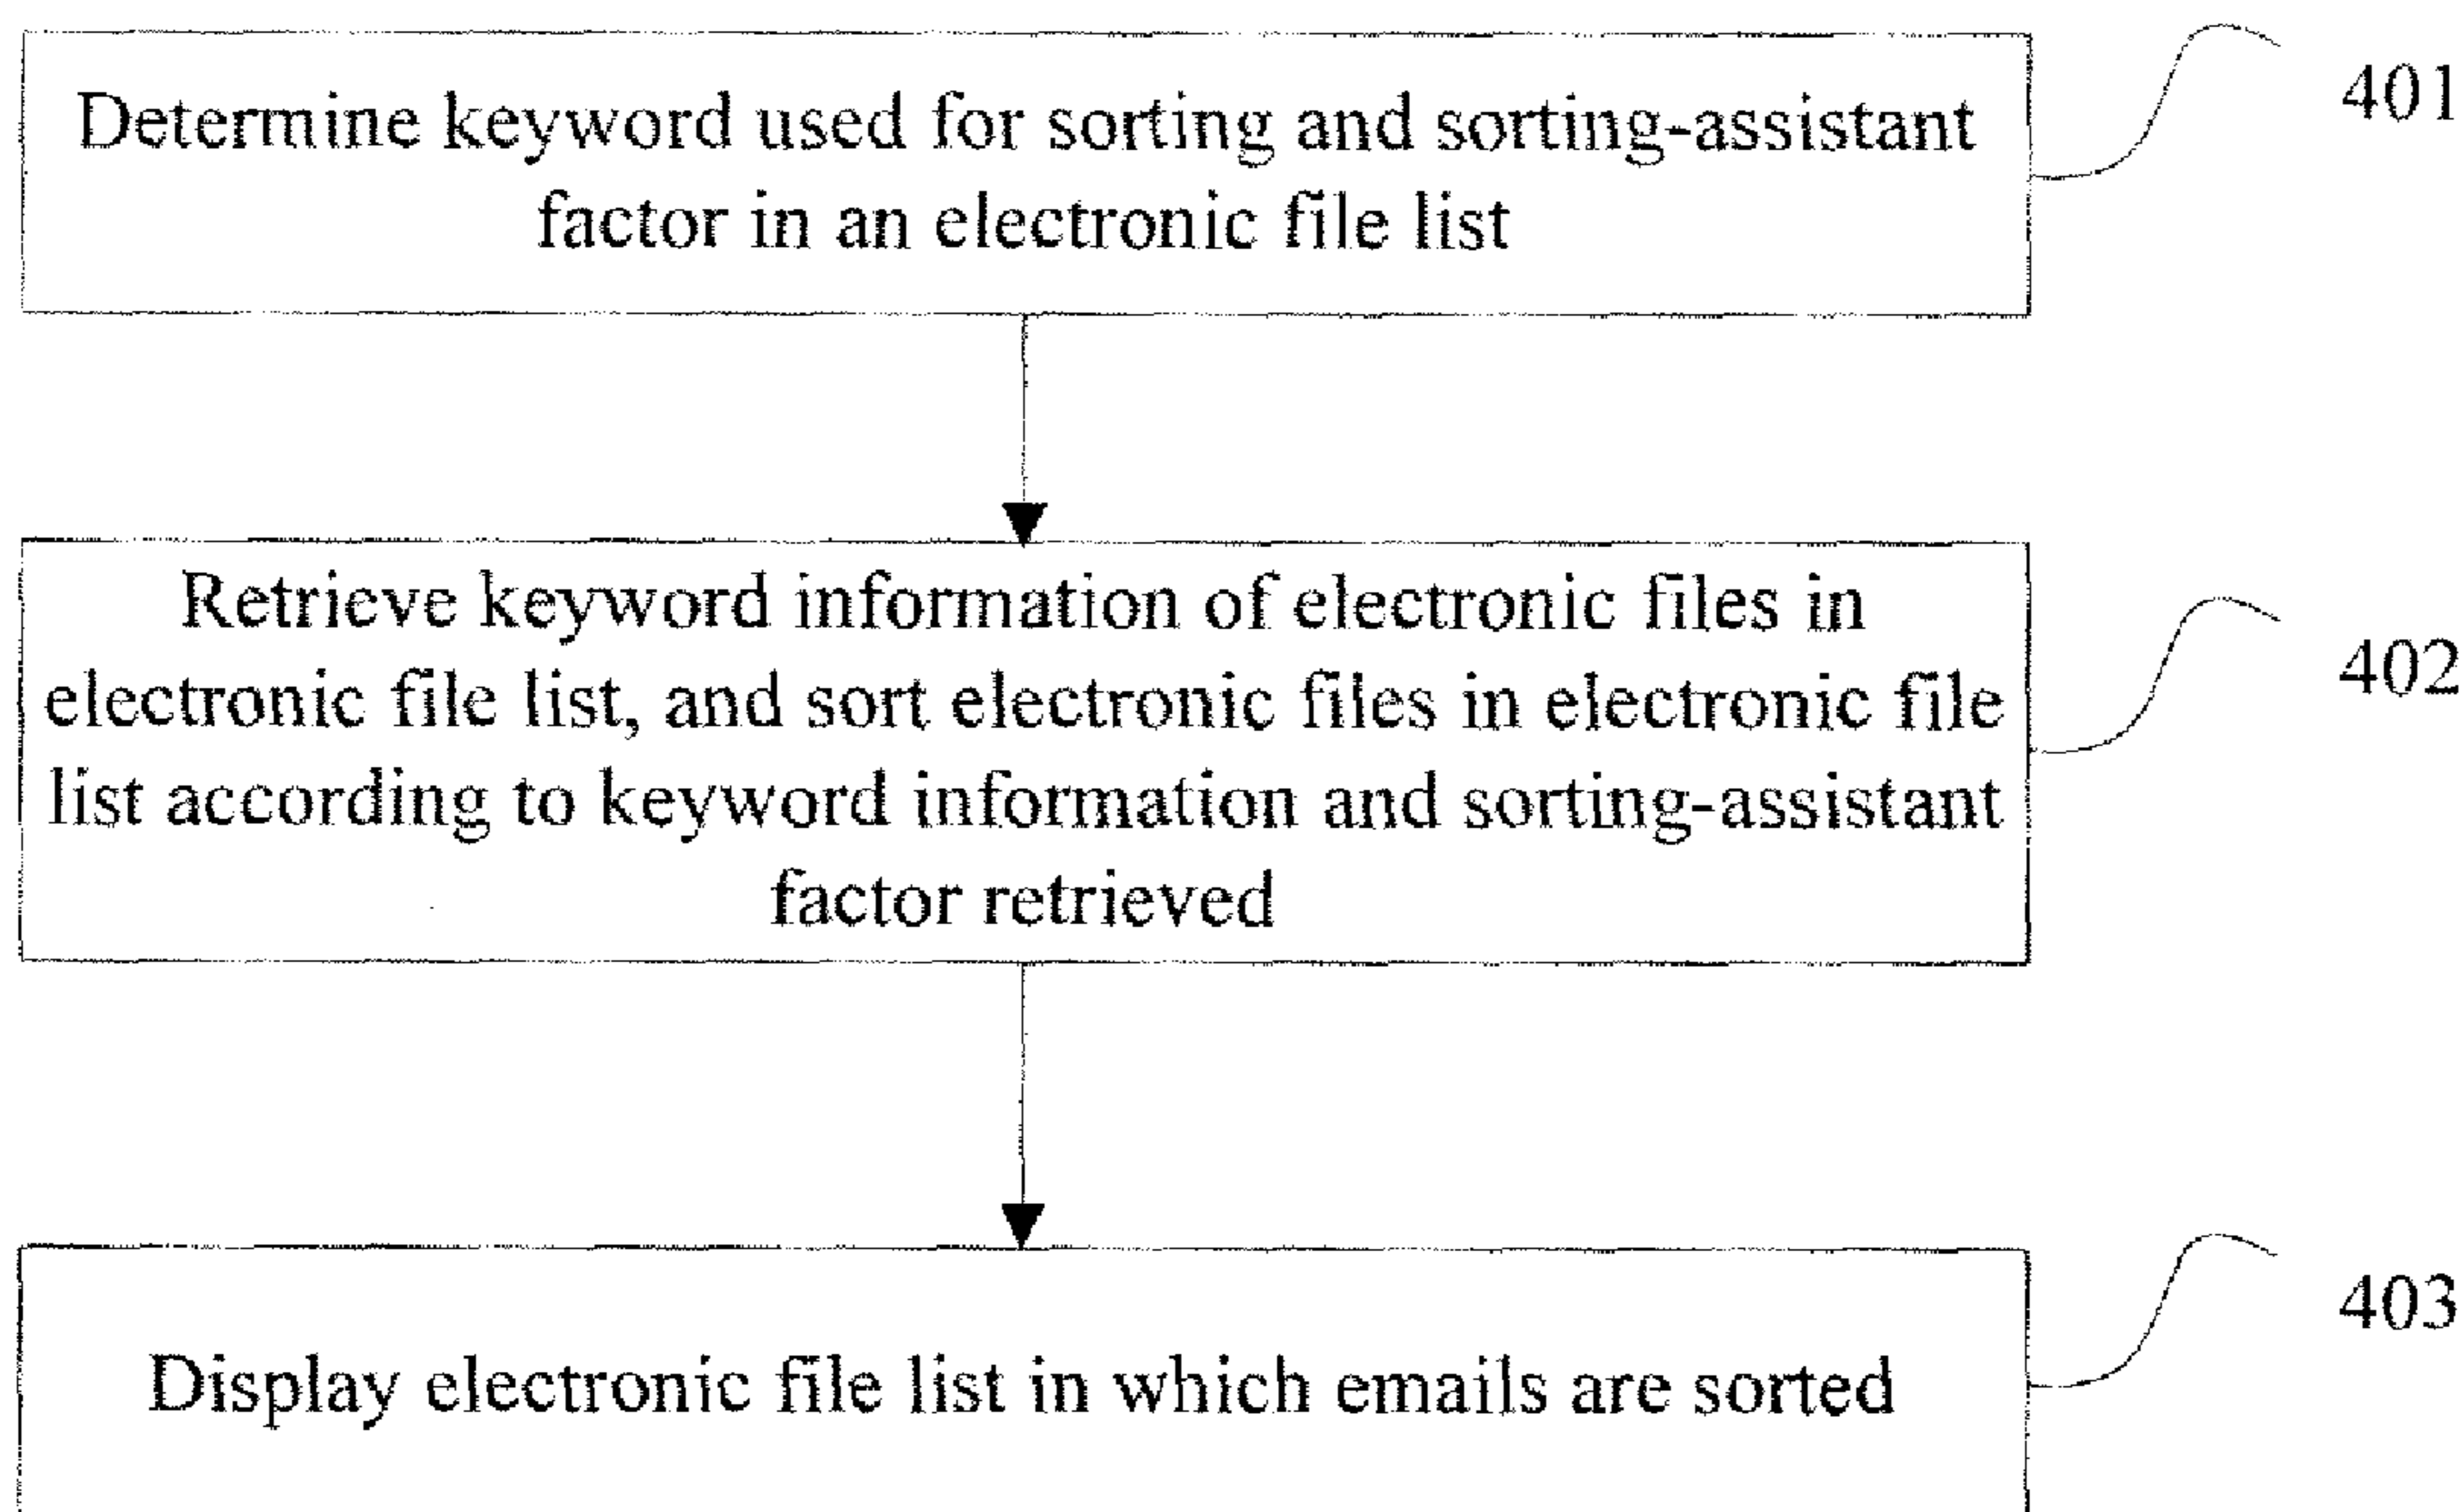 Determine keyword used for sorting and sorting-assistant
factor in an electronic file list
401
Retrieve keyword information of electronic files in
electronic file list, and sort electronic files in electronic file
list according to keyword information and sorting-assistant
factor retrieved
402
Display electronic file list in which emails are sorted
403